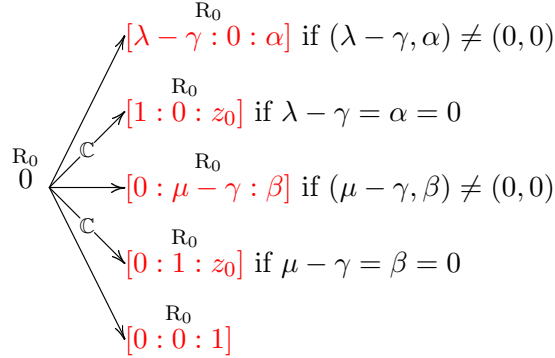 R₀
[λ − γ : 0 : α] if (λ − γ, α) ≠ (0, 0)
R₀
[1 : 0 : z₀] if λ − γ = α = 0
ℂ
R₀
0
R₀
[0 : μ − γ : β] if (μ − γ, β) ≠ (0, 0)
ℂ
R₀
[0 : 1 : z₀] if μ − γ = β = 0
R₀
[0 : 0 : 1]